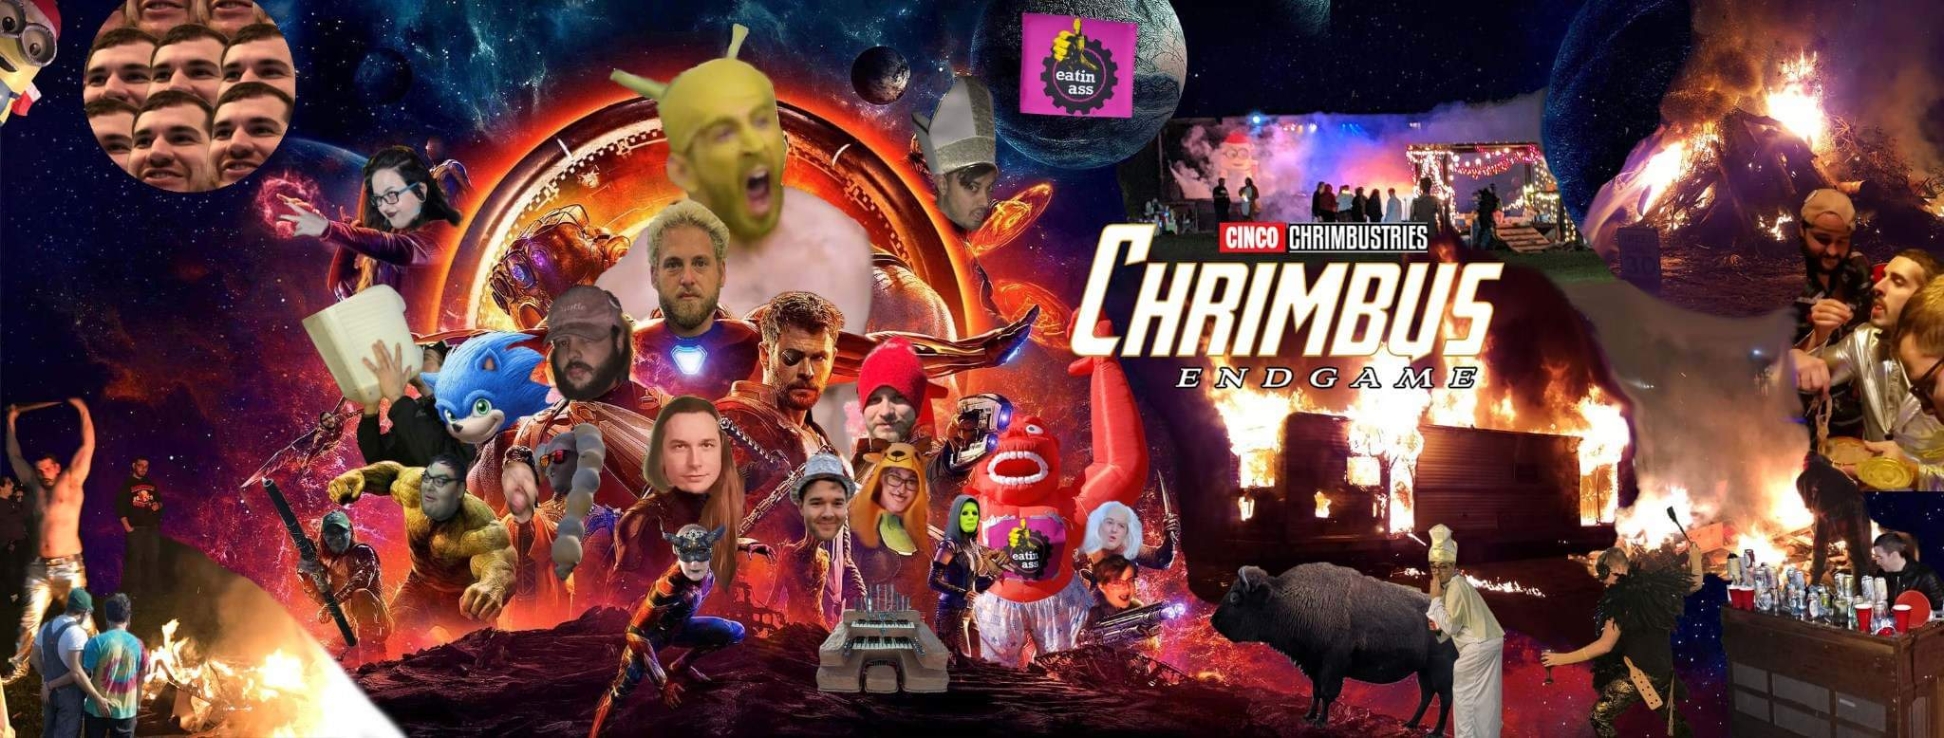 eatin
ass
CINCO CHRIMBUSTRIES
CHRIMBUS
ENDGAME
eatin
ass